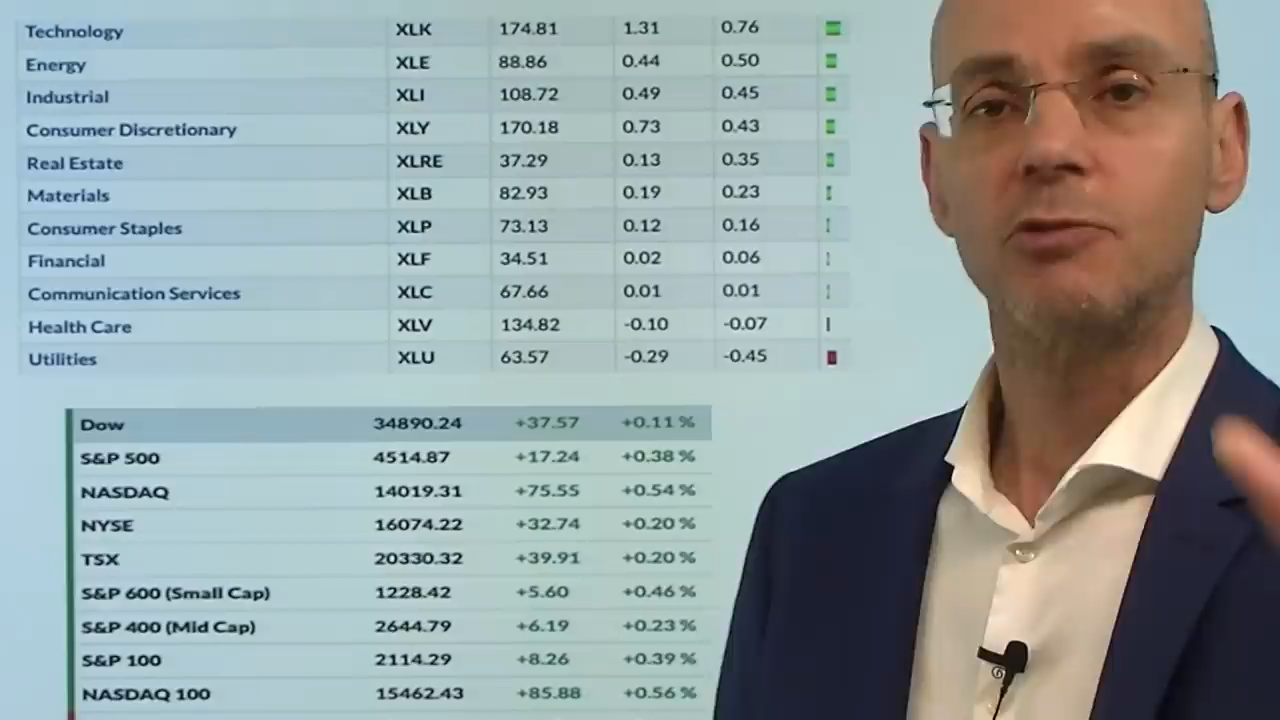 Technology XLK 174.81 1.31 0.76
Energy XLE 88.86 0.44 0.50
Industrial XLI 108.72 0.49 0.45
Consumer Discretionary XLY 170.18 0.73 0.43
Real Estate XLRE 37.29 0.13 0.35
Materials XLB 82.93 0.19 0.23
Consumer Staples XLP 73.13 0.12 0.16
Financial XLF 34.51 0.02 0.06
Communication Services XLC 67.66 0.01 0.01
Health Care XLV 134.82 -0.10 -0.07
Utilities XLU 63.57 -0.29 -0.45
Dow 34890.24 +37.57 +0.11 %
S&P 500 4514.87 +17.24 +0.38 %
NASDAQ 14019.31 +75.55 +0.54 %
NYSE 16074.22 +32.74 +0.20 %
TSX 20330.32 +39.91 +0.20 %
S&P 600 (Small Cap) 1228.42 +5.60 +0.46 %
S&P 400 (Mid Cap) 2644.79 +6.19 +0.23 %
S&P 100 2114.29 +8.26 +0.39 %
NASDAQ 100 15462.43 +85.88 +0.56 %